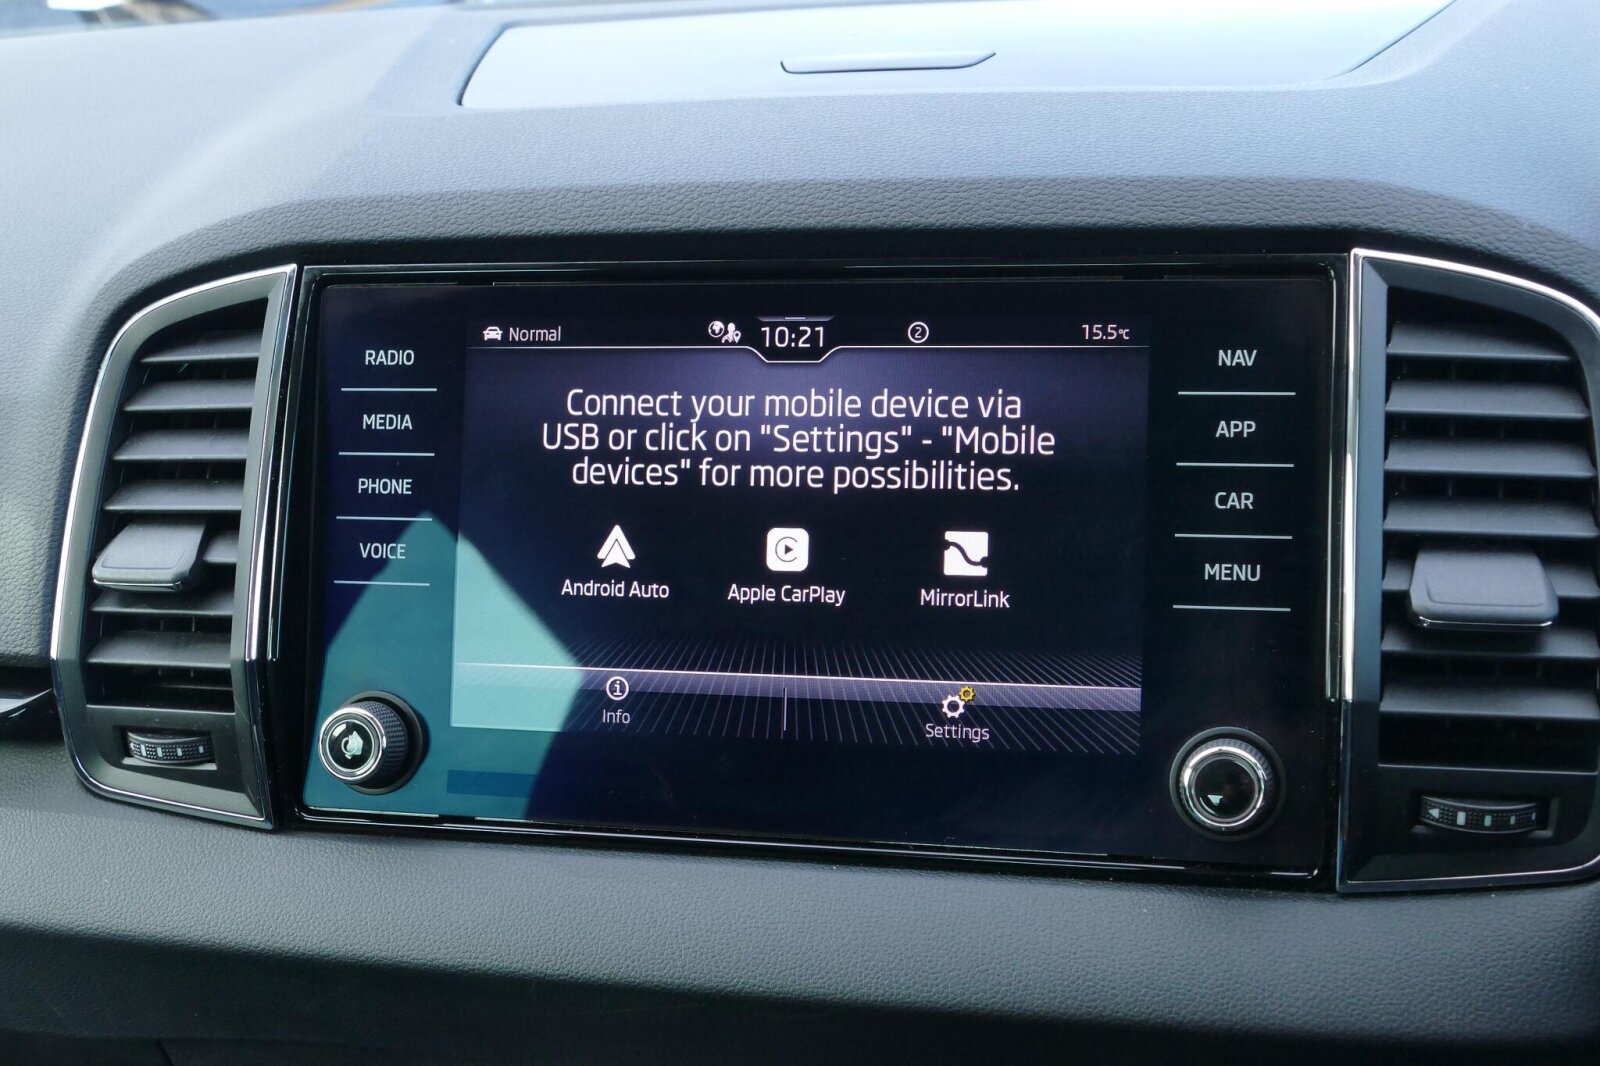 Normal
10:21
2
15.5°C
RADIO
MEDIA
PHONE
VOICE
Connect your mobile device via
USB or click on "Settings" - "Mobile
devices" for more possibilities.
Android Auto
Apple CarPlay
MirrorLink
Info
Settings
NAV
APP
CAR
MENU